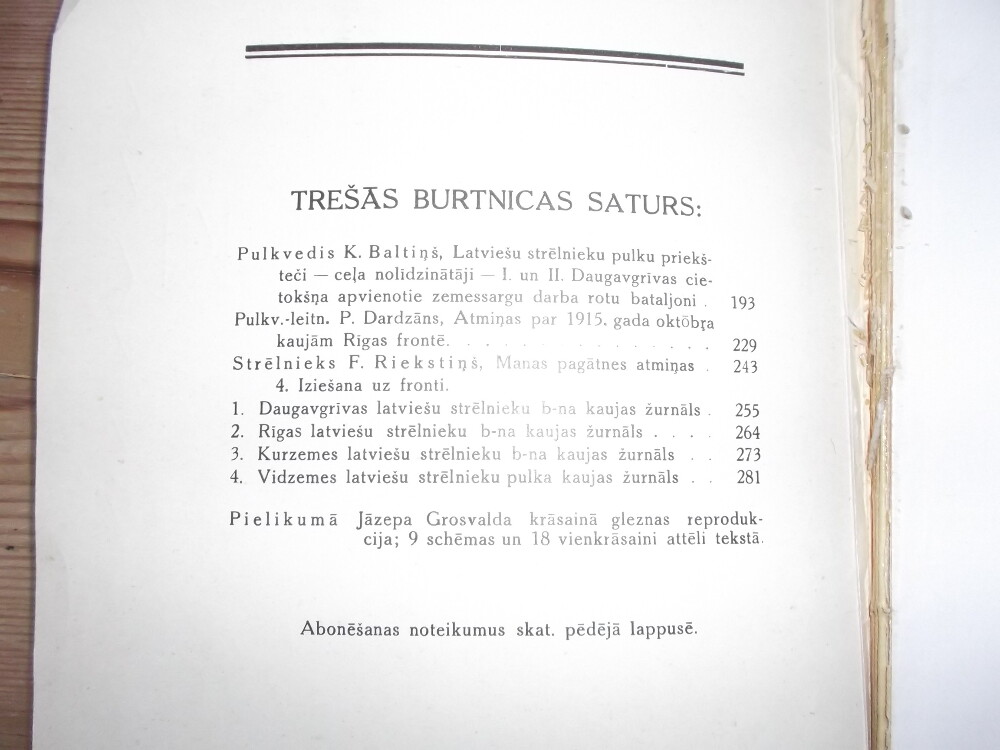 TREŠĀS BURTNICAS SATURS:
Pulkvedis K. Baltiņš, Latviešu strēlnieku pulku priekš-
teči — ceļa nolīdzinātāji — I. un II. Daugavgrīvas cie-
tokšņa apvienotie zemessargu darba rotu bataljoni . 193
Pulkv.-leitn. P. Dardzāns, Atmiņas par 1915. gada oktōbŗa
kaujām Rīgas frontē. . . . . . . . . . . . . . . 229
Strēlnieks F. Riekstiņš, Manas pagātnes atmiņas . 243
4. Iziešana uz fronti.
1. Daugavgrīvas latviešu strēlnieku b-na kaujas žurnāls . 255
2. Rīgas latviešu strēlnieku b-na kaujas žurnāls . . . . 264
3. Kurzemes latviešu strēlnieku b-na kaujas žurnāls . . 273
4. Vidzemes latviešu strēlnieku pulka kaujas žurnāls . . 281
Pielikumā Jāzepa Grosvalda krāsainā gleznas reproduk-
cija; 9 schēmas un 18 vienkrāsaini attēli tekstā.
Abonēšanas noteikumus skat. pēdējā lappusē.